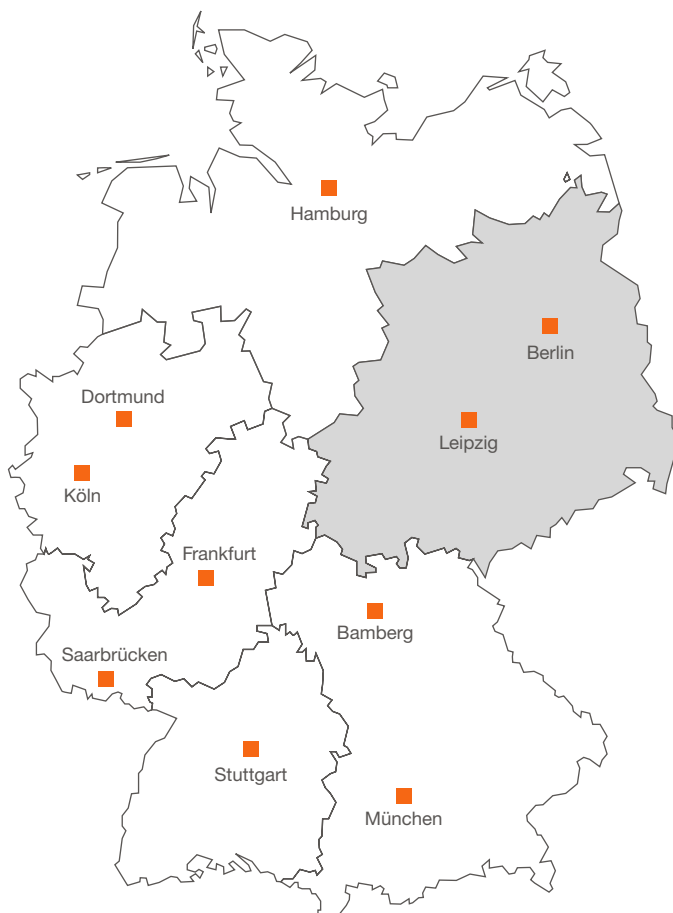 Hamburg
Berlin
Dortmund
Leipzig
Köln
Frankfurt
Bamberg
Saarbrücken
Stuttgart
München